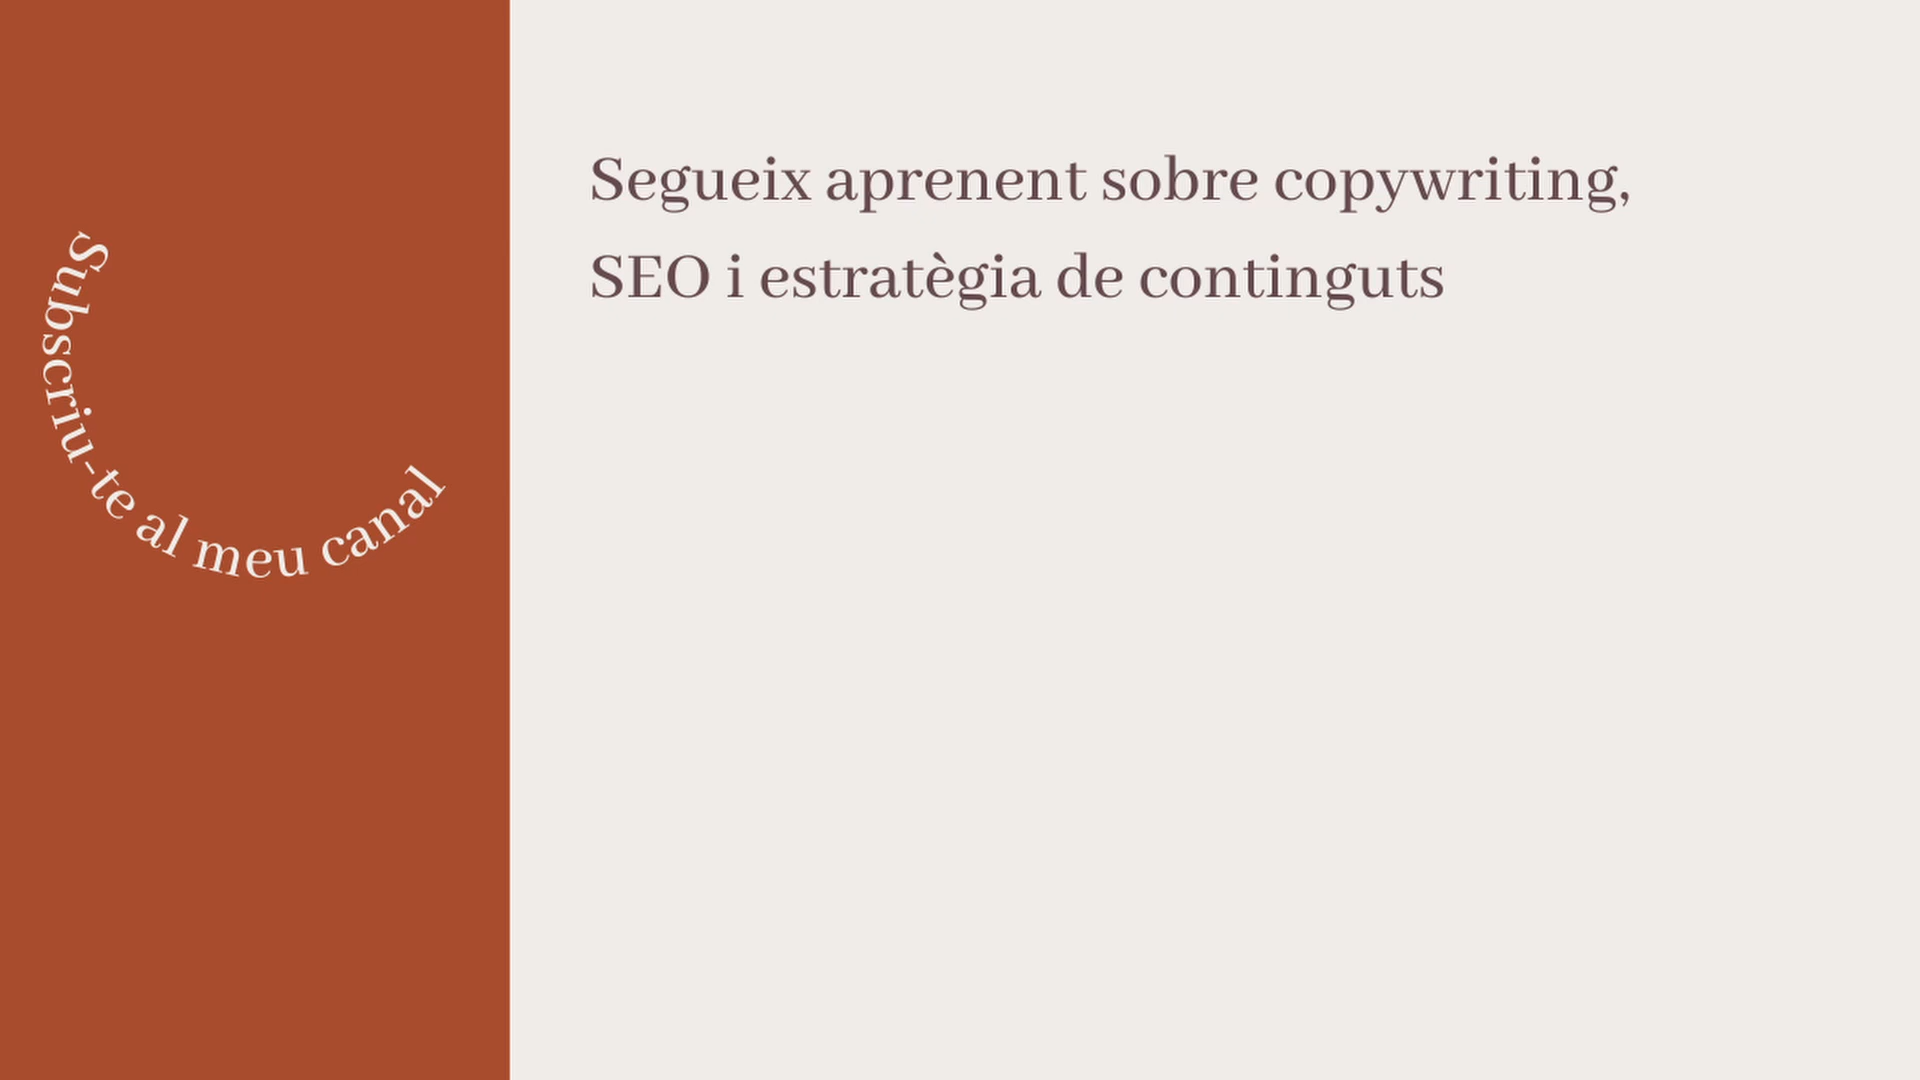 Subscriu-te al meu canal
Segueix aprenent sobre copywriting,
SEO i estratègia de continguts